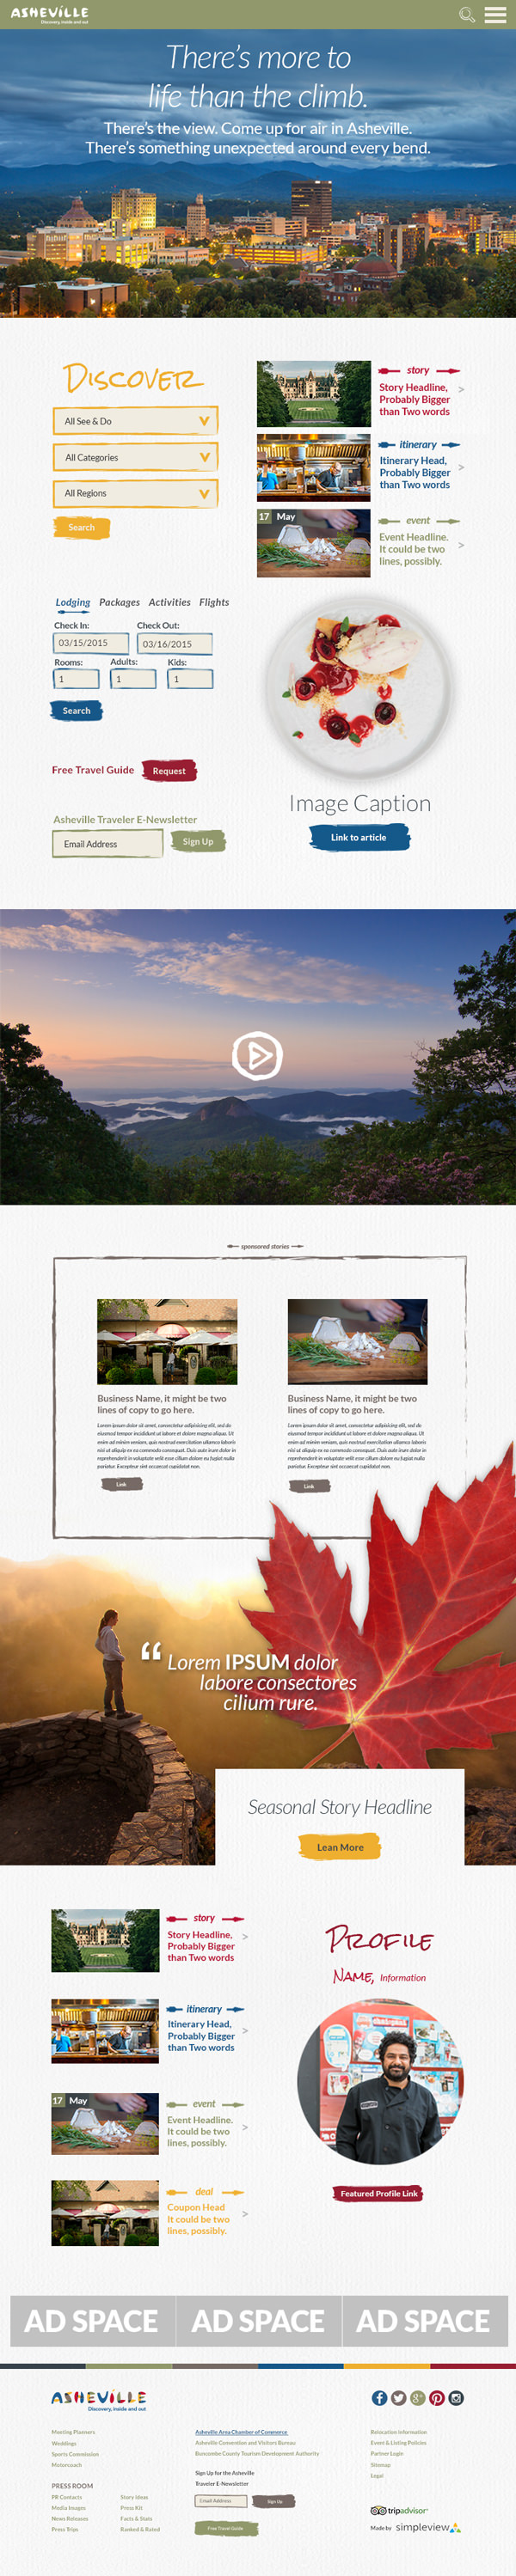 ASHEVILLE
Discovery, inside and out
There's more to
life than the climb.
There's the view. Come up for air in Asheville.
There's something unexpected around every bend.
DISCOVER
All See & Do
All Categories
All Regions
Search
story
Story Headline,
Probably Bigger
than Two words
>
itinerary
Itinerary Head,
Probably Bigger
than Two words
>
17 May
event
Event Headline.
It could be two
lines, possibly.
>
Lodging Packages Activities Flights
Check In: Check Out:
03/15/2015 03/16/2015
Rooms: Adults: Kids:
1 1 1
Search
Free Travel Guide Request
Asheville Traveler E-Newsletter
Email Address Sign Up
Image Caption
Link to article
sponsored stories
Business Name, it might be two
lines of copy to go here.
Lorem ipsum dolor sit amet, consectetur adipisicing elit, sed do
eiusmod tempor incididunt ut labore et dolore magna aliqua. Ut
enim ad minim veniam, quis nostrud exercitation ullamco laboris
nisi ut aliquip ex ea commodo consequat. Duis aute irure dolor in
reprehenderit in voluptate velit esse cillum dolore eu fugiat nulla
pariatur. Excepteur sint occaecat cupidatat non.
Link
Business Name, it might be two
lines of copy to go here.
Lorem ipsum dolor sit amet, consectetur adipisicing elit, sed do
eiusmod tempor incididunt ut labore et dolore magna aliqua. Ut
enim ad minim veniam, quis nostrud exercitation ullamco laboris
nisi ut aliquip ex ea commodo consequat. Duis aute irure dolor in
reprehenderit in voluptate velit esse cillum dolore eu fugiat nulla
pariatur. Excepteur sint occaecat cupidatat non.
Link
“ Lorem IPSUM dolor
labore consectores
cilium rure.
Seasonal Story Headline
Lean More
story
Story Headline,
Probably Bigger
than Two words
>
itinerary
Itinerary Head,
Probably Bigger
than Two words
>
17 May
event
Event Headline.
It could be two
lines, possibly.
>
deal
Coupon Head
It could be two
lines, possibly.
>
PROFILE
NAME, Information
Featured Profile Link
AD SPACE AD SPACE AD SPACE
ASHEVILLE
Discovery, inside and out
Meeting Planners
Weddings
Sports Commission
Motorcoach
PRESS ROOM
PR Contacts
Media Images
News Releases
Press Trips
Story Ideas
Press Kit
Facts & Stats
Ranked & Rated
Asheville Area Chamber of Commerce
Asheville Convention and Visitors Bureau
Buncombe County Tourism Development Authority
Sign Up for the Asheville
Traveler E-Newsletter
Email Address Sign Up
Free Travel Guide
Relocation Information
Event & Listing Policies
Partner Login
Sitemap
Legal
tripadvisor
Made by simpleview